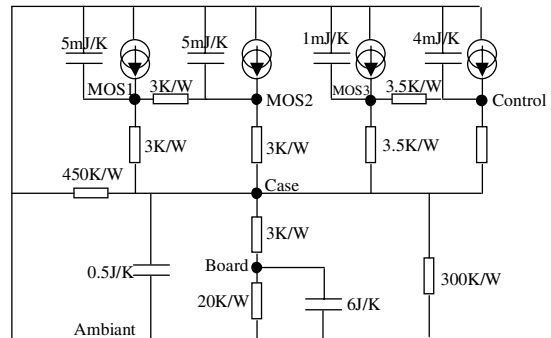 5mJ/K 5mJ/K 1mJ/K 4mJ/K
MOS1 3K/W MOS2 MOS3 3.5K/W Control
3K/W 3K/W 3.5K/W
450K/W Case
3K/W
0.5J/K Board 300K/W
20K/W 6J/K
Ambiant